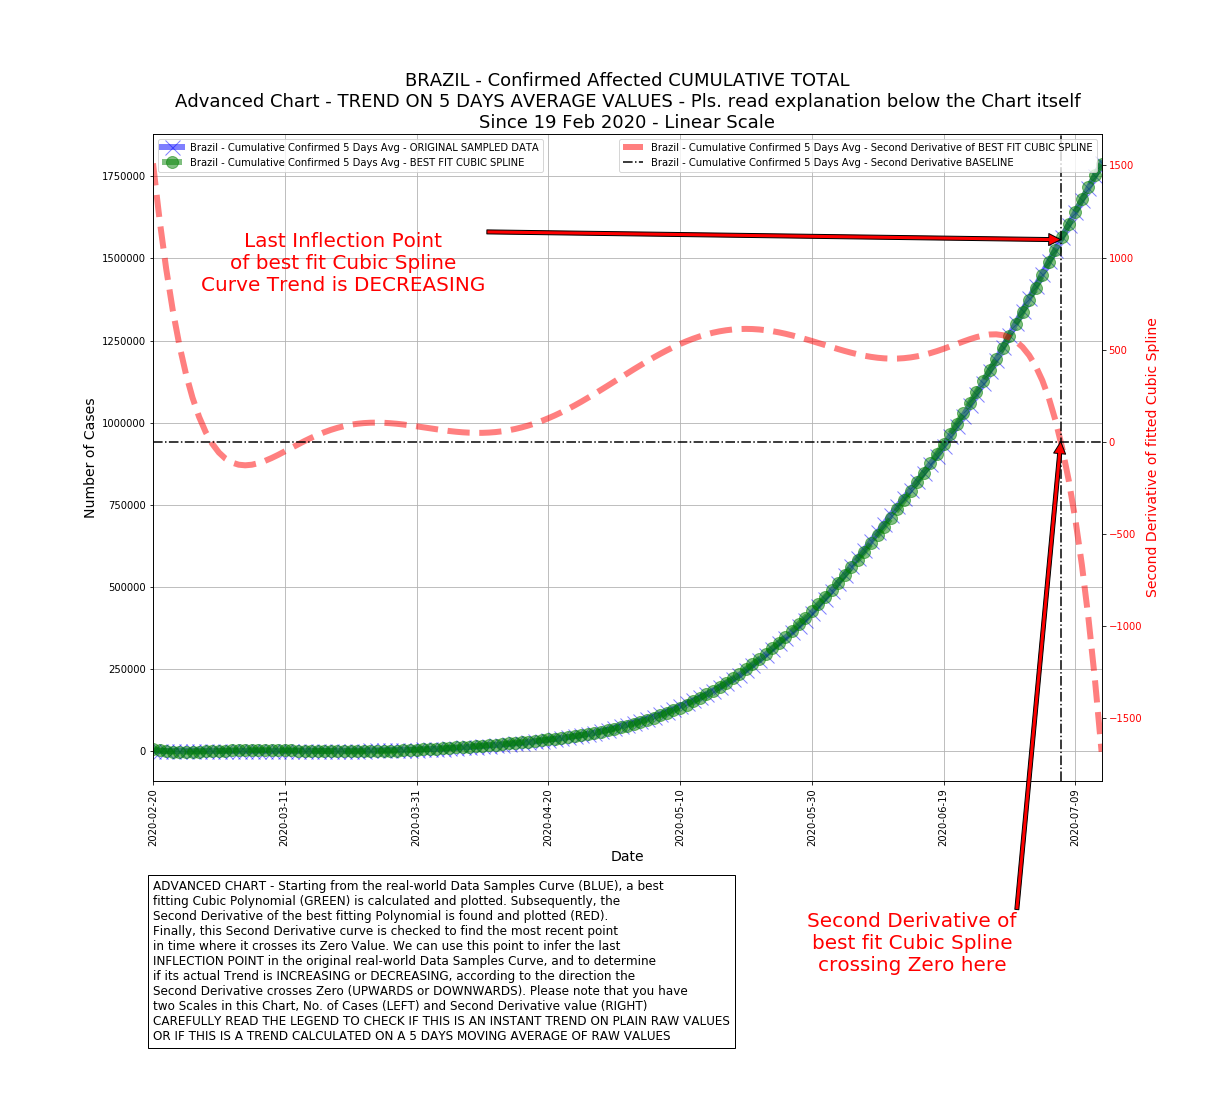 BRAZIL - Confirmed Affected CUMULATIVE TOTAL
Advanced Chart - TREND ON 5 DAYS AVERAGE VALUES - Pls. read explanation below the Chart itself
Since 19 Feb 2020 - Linear Scale
Brazil - Cumulative Confirmed 5 Days Avg - ORIGINAL SAMPLED DATA
Brazil - Cumulative Confirmed 5 Days Avg - BEST FIT CUBIC SPLINE
Brazil - Cumulative Confirmed 5 Days Avg - Second Derivative of BEST FIT CUBIC SPLINE
Brazil - Cumulative Confirmed 5 Days Avg - Second Derivative BASELINE
Last Inflection Point
of best fit Cubic Spline
Curve Trend is DECREASING
Number of Cases
1750000
1500000
1250000
1000000
750000
500000
250000
0
1500
1000
500
0
−500
−1000
−1500
Second Derivative of fitted Cubic Spline
2020-02-20
2020-03-11
2020-03-31
2020-04-20
2020-05-10
2020-05-30
2020-06-19
2020-07-09
Date
ADVANCED CHART - Starting from the real-world Data Samples Curve (BLUE), a best
fitting Cubic Polynomial (GREEN) is calculated and plotted. Subsequently, the
Second Derivative of the best fitting Polynomial is found and plotted (RED).
Finally, this Second Derivative curve is checked to find the most recent point
in time where it crosses its Zero Value. We can use this point to infer the last
INFLECTION POINT in the original real-world Data Samples Curve, and to determine
if its actual Trend is INCREASING or DECREASING, according to the direction the
Second Derivative crosses Zero (UPWARDS or DOWNWARDS). Please note that you have
two Scales in this Chart, No. of Cases (LEFT) and Second Derivative value (RIGHT)
CAREFULLY READ THE LEGEND TO CHECK IF THIS IS AN INSTANT TREND ON PLAIN RAW VALUES
OR IF THIS IS A TREND CALCULATED ON A 5 DAYS MOVING AVERAGE OF RAW VALUES
Second Derivative of
best fit Cubic Spline
crossing Zero here